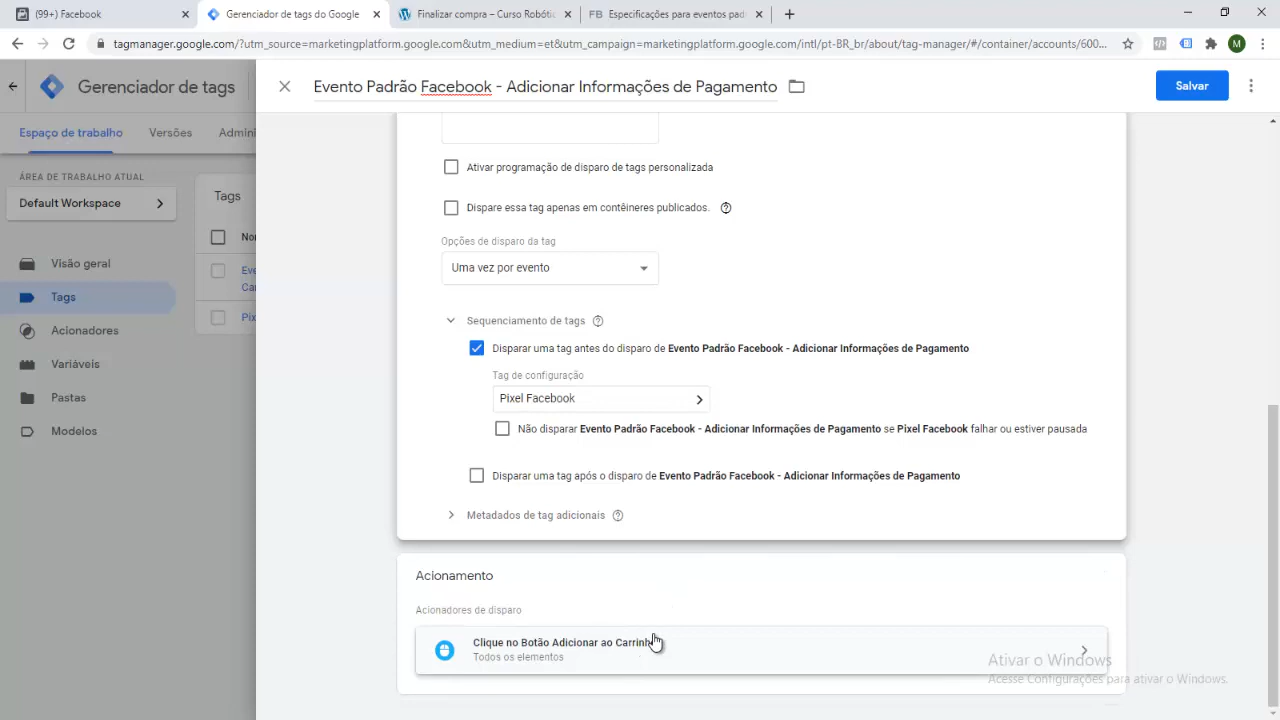 (99+) Facebook
Gerenciador de tags do Google
Finalizar compra – Curso Robótic
FB Especificações para eventos pad
tagmanager.google.com/?utm_source=marketingplatform.google.com&utm_medium=et&utm_campaign=marketingplatform.google.com/intl/pt-BR_br/about/tag-manager/#/container/accounts/600...
M
Gerenciador de tags
Evento Padrão Facebook - Adicionar Informações de Pagamento
Salvar
Espaço de trabalho
Versões
Admini
ÁREA DE TRABALHO ATUAL
Default Workspace
Tags
Visão geral
Tags
Acionadores
Variáveis
Pastas
Modelos
Ativar programação de disparo de tags personalizada
Dispare essa tag apenas em contêineres publicados.
Opções de disparo da tag
Uma vez por evento
Sequenciamento de tags
Disparar uma tag antes do disparo de Evento Padrão Facebook - Adicionar Informações de Pagamento
Tag de configuração
Pixel Facebook
Não disparar Evento Padrão Facebook - Adicionar Informações de Pagamento se Pixel Facebook falhar ou estiver pausada
Disparar uma tag após o disparo de Evento Padrão Facebook - Adicionar Informações de Pagamento
Metadados de tag adicionais
Acionamento
Acionadores de disparo
Clique no Botão Adicionar ao Carrinh
Todos os elementos
Ativar o Windows
Acesse Configurações para ativar o Windows.